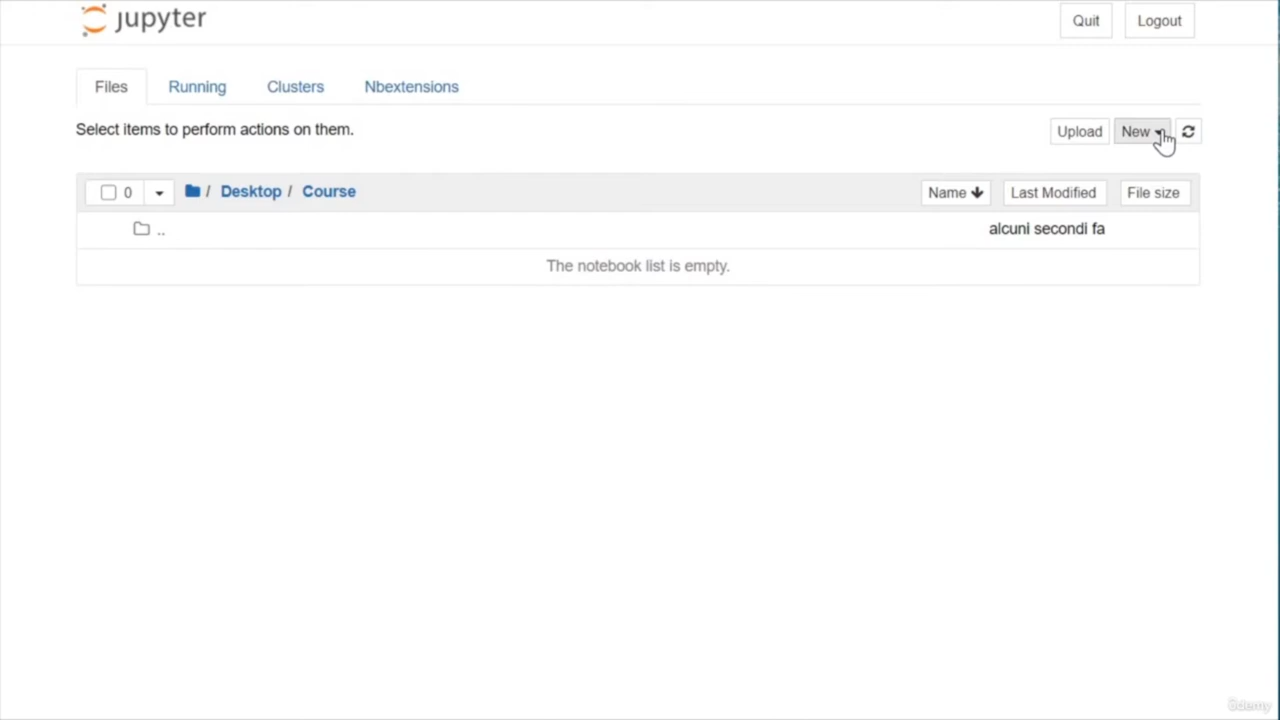 jupyter
Quit Logout
Files Running Clusters Nbextensions
Select items to perform actions on them.
Upload New
0 / Desktop / Course Name Last Modified File size
.. alcuni secondi fa
The notebook list is empty.
ûdemy